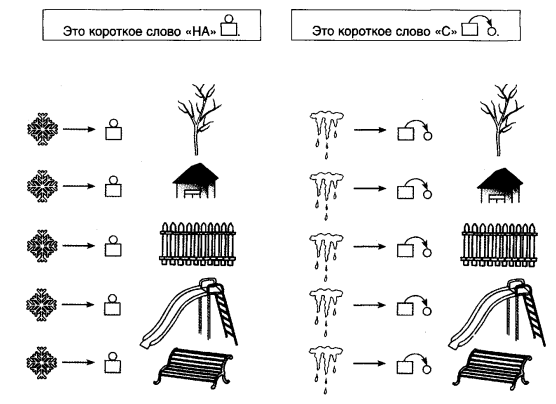 Это короткое слово «НА» .
Это короткое слово «С» .